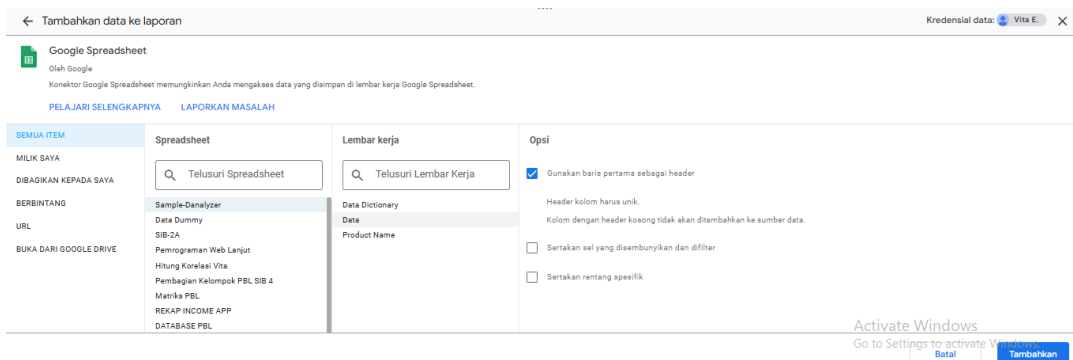 Tambahkan data ke laporan
Kredensial data: Vita E.
Google Spreadsheet
Oleh Google
Konektor Google Spreadsheet memungkinkan Anda mengakses data yang disimpan di lembar kerja Google Spreadsheet.
PELAJARI SELENGKAPNYA LAPORKAN MASALAH
SEMUA ITEM
MILIK SAYA
DIBAGIKAN KEPADA SAYA
BERBINTANG
URL
BUKA DARI GOOGLE DRIVE
Spreadsheet
Telusuri Spreadsheet
Sample-Danalyzer
Data Dummy
SIB-2A
Pemrograman Web Lanjut
Hitung Korelasi Vita
Pembagian Kelompok PBL SIB 4
Matrika PBL
REKAP INCOME APP
DATABASE PBL
Lembar kerja
Telusuri Lembar Kerja
Data Dictionary
Data
Product Name
Opsi
Gunakan baris pertama sebagai header
Header kolom harus unik.
Kolom dengan header kosong tidak akan ditambahkan ke sumber data.
Sertakan sel yang disembunyikan dan difilter
Sertakan rentang spesifik
Activate Windows
Go to Settings to activate Windows.
Batal
Tambahkan